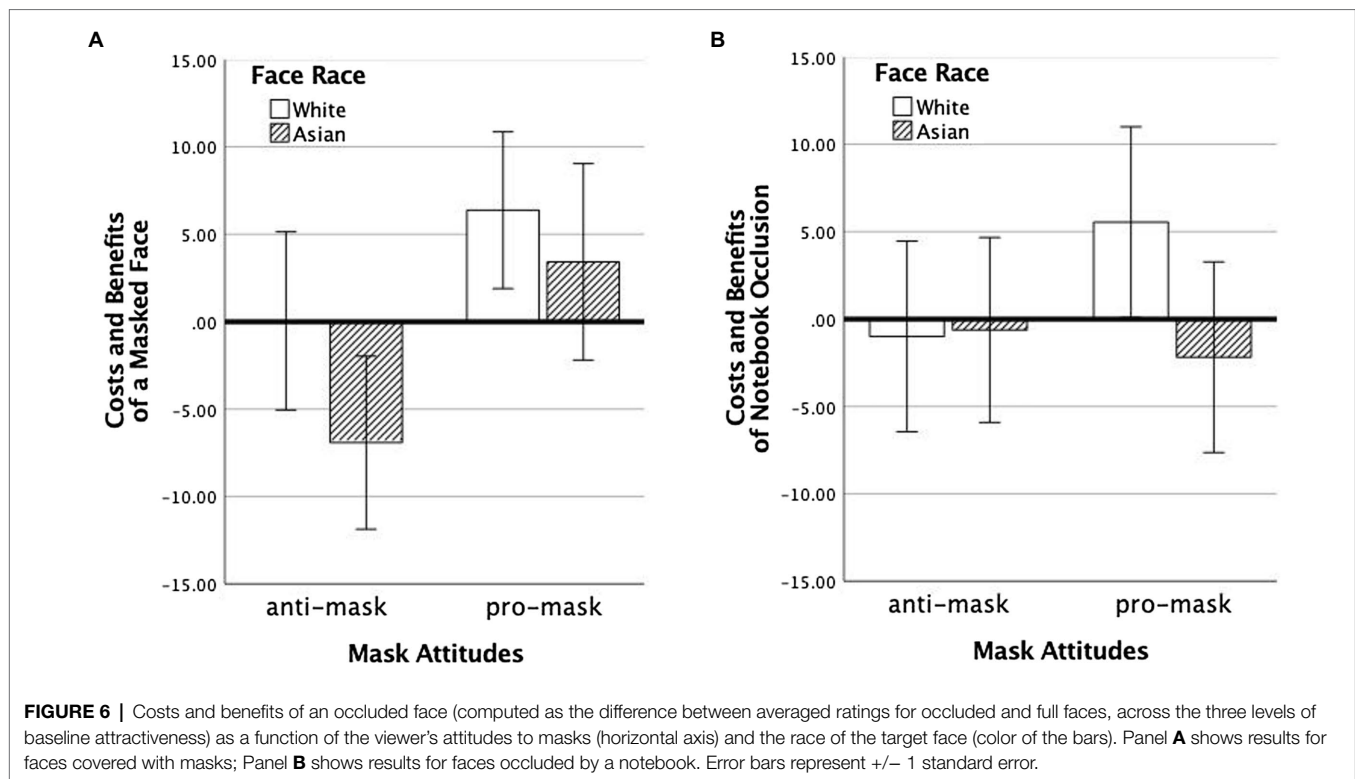 A
15.00
10.00
5.00
.00
-5.00
-10.00
-15.00
Costs and Benefits
of a Masked Face
Face Race
White
Asian
anti-mask pro-mask
Mask Attitudes
B
15.00
10.00
5.00
.00
-5.00
-10.00
-15.00
Costs and Benefits
of Notebook Occlusion
Face Race
White
Asian
anti-mask pro-mask
Mask Attitudes
FIGURE 6 | Costs and benefits of an occluded face (computed as the difference between averaged ratings for occluded and full faces, across the three levels of
baseline attractiveness) as a function of the viewer's attitudes to masks (horizontal axis) and the race of the target face (color of the bars). Panel A shows results for
faces covered with masks; Panel B shows results for faces occluded by a notebook. Error bars represent +/− 1 standard error.